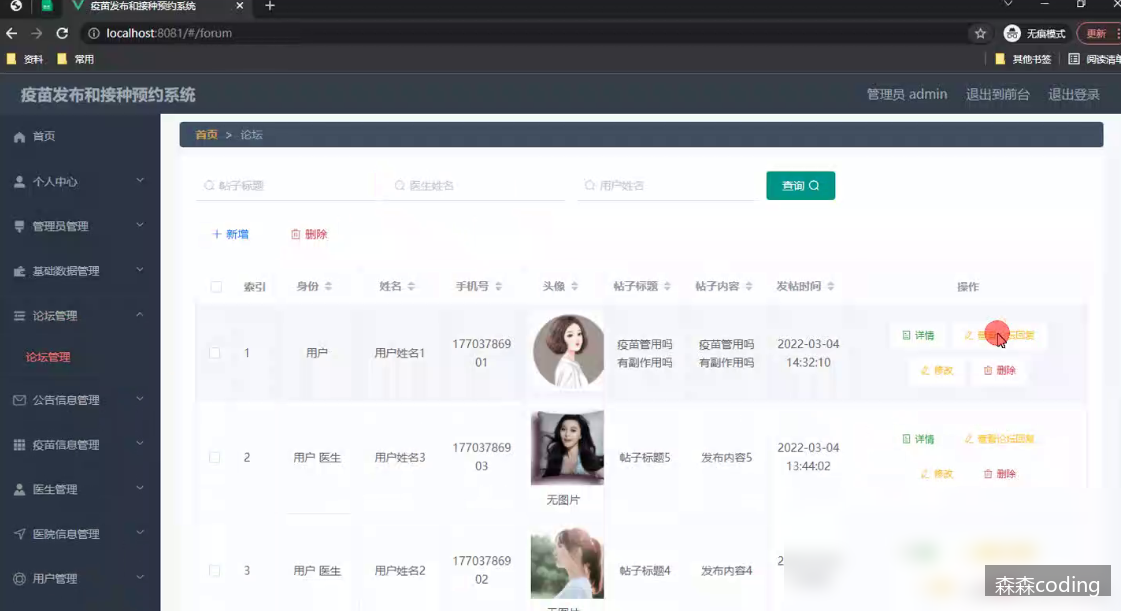 疫苗发布和接种预约系统
localhost:8081/#/forum
无痕模式
更新
资料
常用
其他书签
阅读清单
疫苗发布和接种预约系统
管理员 admin
退出到前台
退出登录
首页
个人中心
管理员管理
基础数据管理
论坛管理
论坛管理
公告信息管理
疫苗信息管理
医生管理
医院信息管理
用户管理
首页 > 论坛
帖子标题
医生姓名
用户姓名
查询
+ 新增
删除
索引 身份 姓名 手机号 头像 帖子标题 帖子内容 发帖时间 操作
1 用户 用户姓名1 177037869
01
疫苗管用吗
有副作用吗
疫苗管用吗
有副作用吗
2022-03-04
14:32:10
详情
修改
删除
2 用户 医生 用户姓名3 177037869
03
无图片
帖子标题5 发布内容5 2022-03-04
13:44:02
详情 查看论坛回复
修改 删除
3 用户 医生 用户姓名2 177037869
02
帖子标题4 发布内容4
森森coding